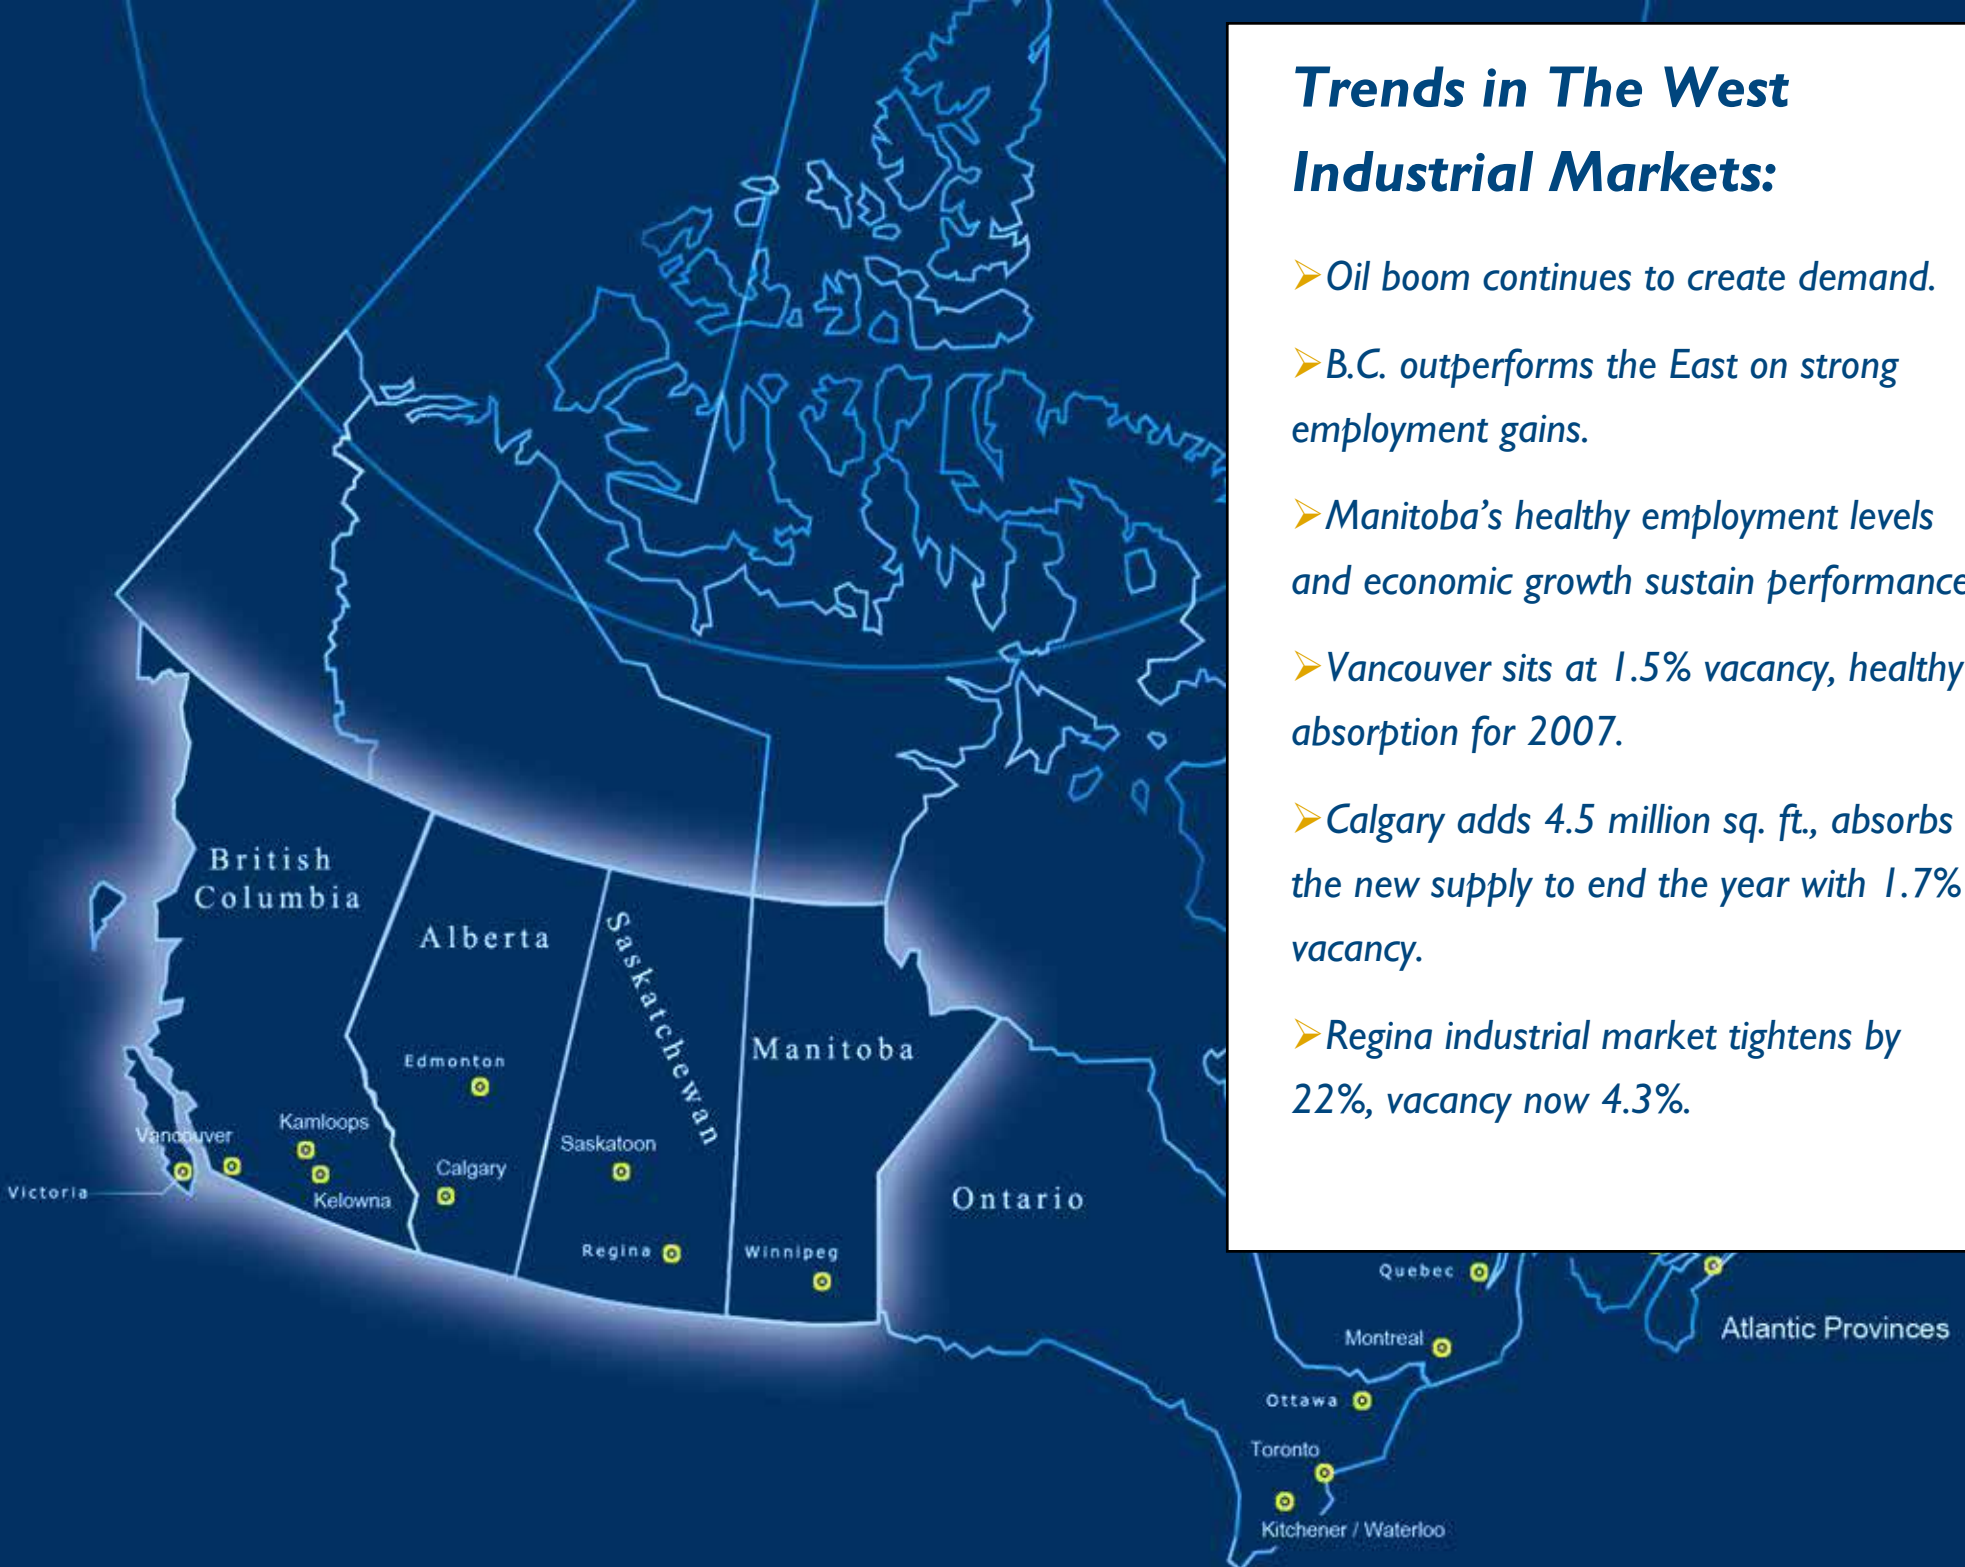 Trends in The West
Industrial Markets:
➢Oil boom continues to create demand.
➢B.C. outperforms the East on strong
employment gains.
➢Manitoba's healthy employment levels
and economic growth sustain performance
➢Vancouver sits at 1.5% vacancy, healthy
absorption for 2007.
➢Calgary adds 4.5 million sq. ft., absorbs
the new supply to end the year with 1.7%
vacancy.
➢Regina industrial market tightens by
22%, vacancy now 4.3%.
British
Columbia
Alberta
Saskatchewan
Manitoba
Edmonton
Kamloops
Vancouver
Saskatoon
Calgary
Victoria
Kelowna
Ontario
Regina
Winnipeg
Quebec
Atlantic Provinces
Montreal
Ottawa
Toronto
Kitchener / Waterloo